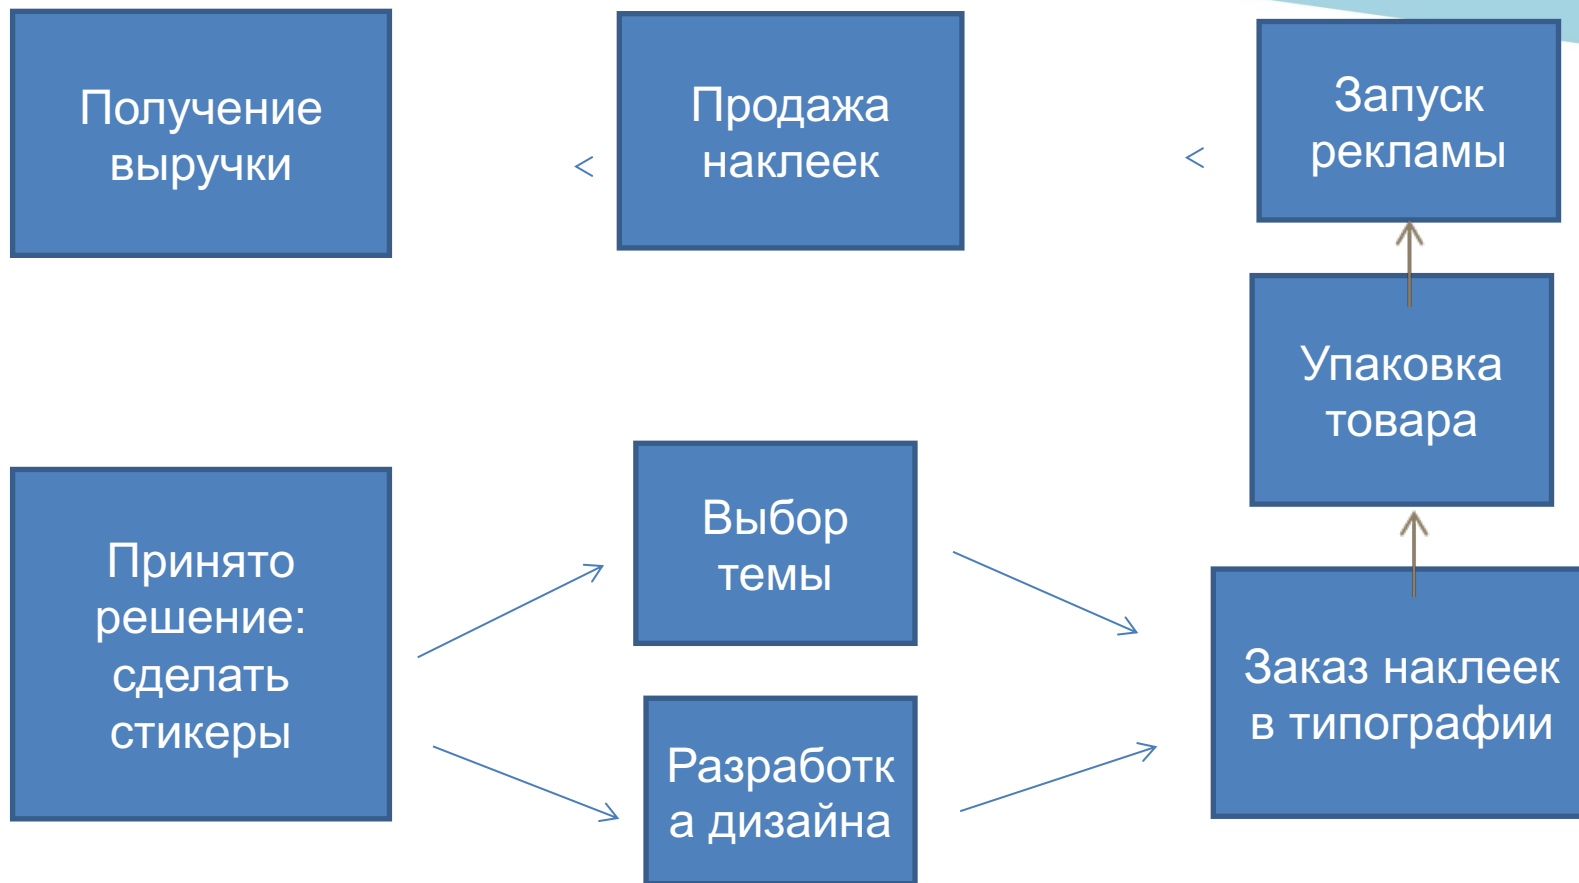 Получение
выручки
Продажа
наклеек
Запуск
рекламы
Упаковка
товара
Принято
решение:
сделать
стикеры
Выбор
темы
Разработк
а дизайна
Заказ наклеек
в типографии